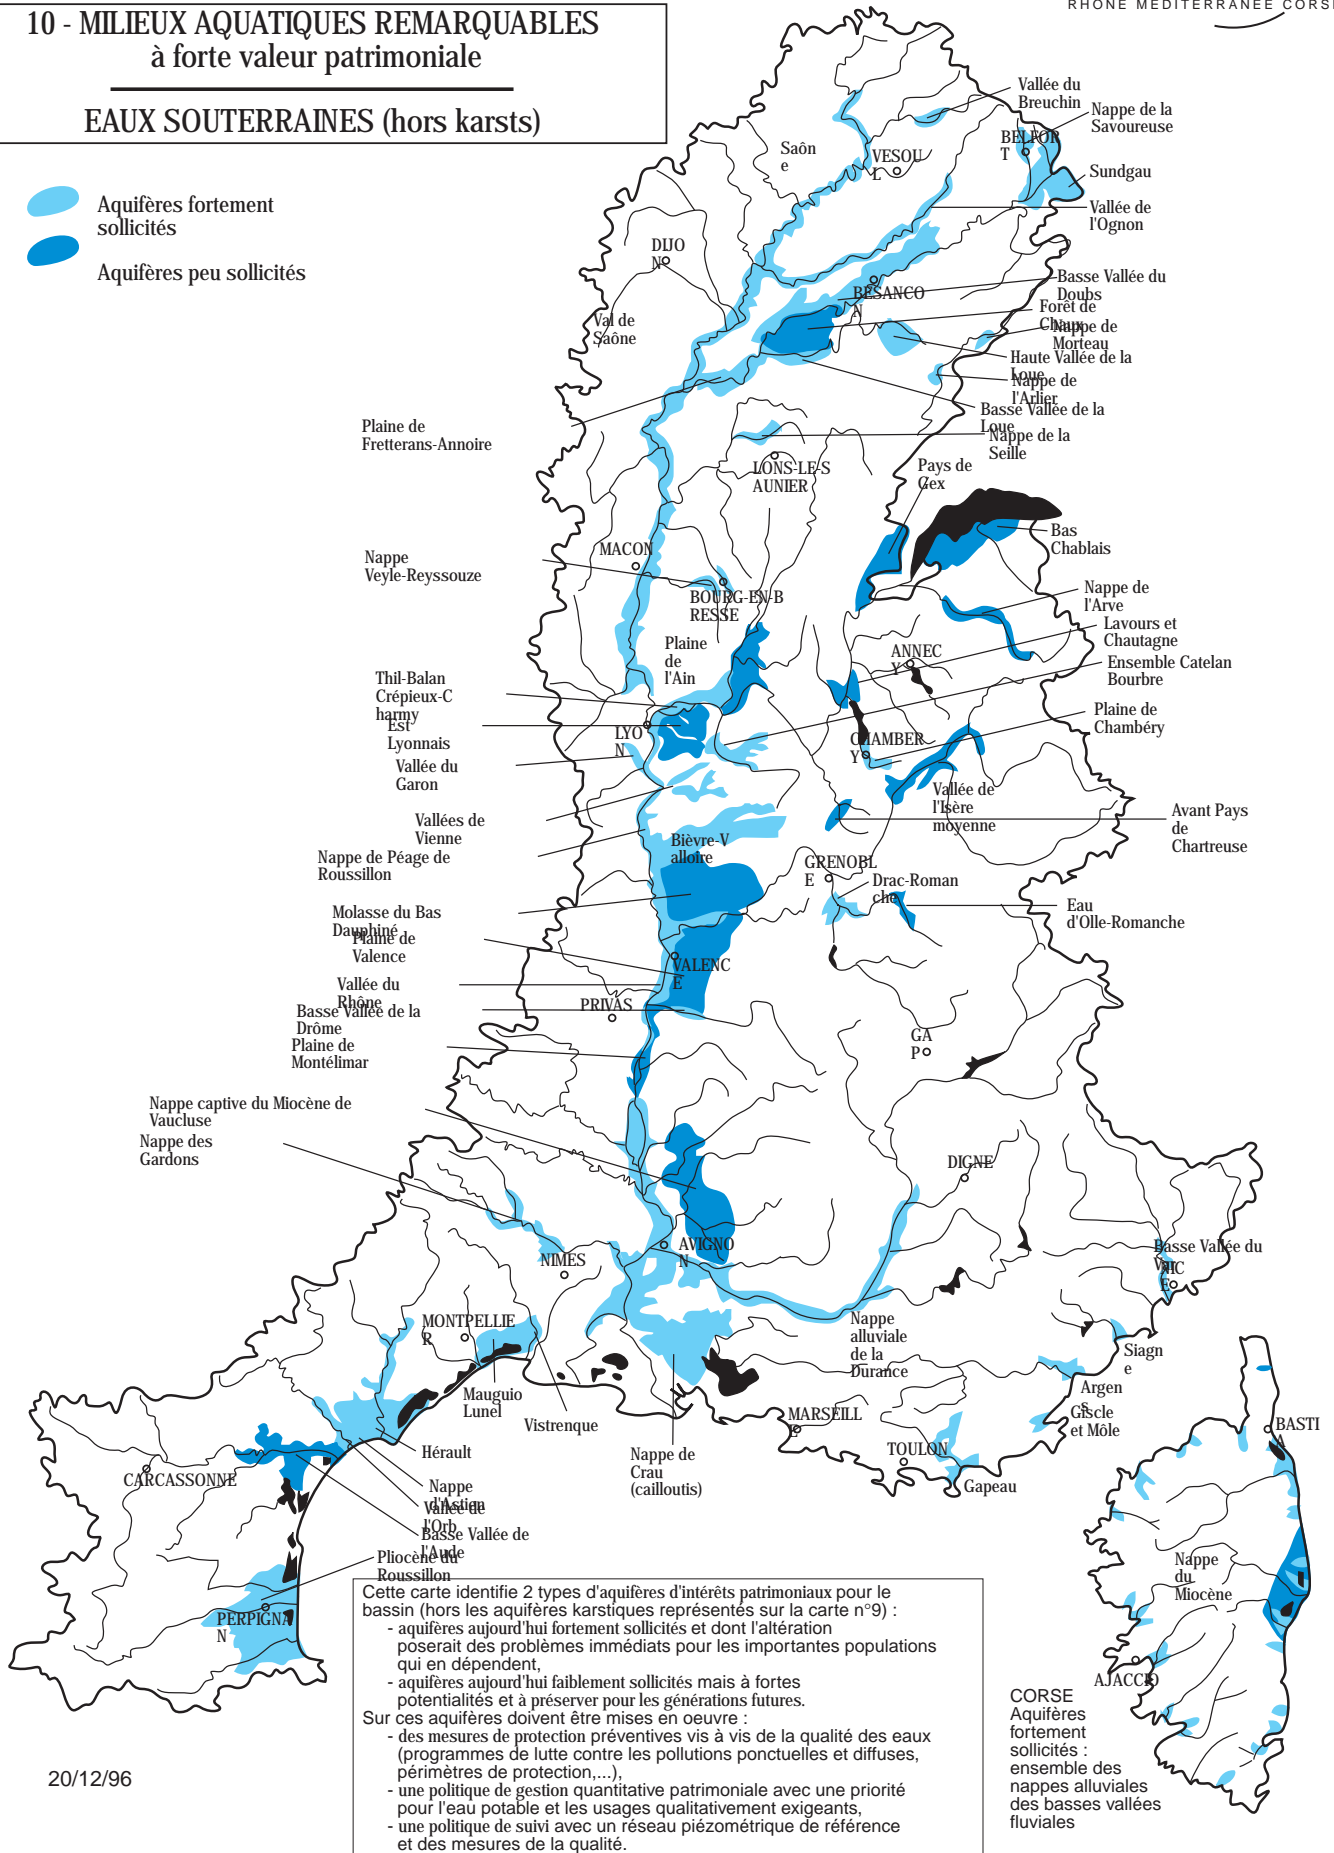 RHONE MEDITERRANEE CORSE
10 - MILIEUX AQUATIQUES REMARQUABLES
à forte valeur patrimoniale
EAUX SOUTERRAINES (hors karsts)
Aquifères fortement
sollicités
Aquifères peu sollicités
Vallée du
Breuchin
Nappe de la
Savoureuse
BELFOR
T
Saôn
e
VESOU
L
Sundgau
Vallée de
l'Ognon
DIJO
N
BESANCO
N
Basse Vallée du
Doubs
Forêt de
Chaux
Nappe de
Morteau
Val de
Saône
Haute Vallée de la
Loue
Nappe de
l'Arlier
Basse Vallée de la
Loue
Nappe de la
Seille
Plaine de
Fretterans-Annoire
LONS-LE-S
AUNIER
Pays de
Gex
Bas
Chablais
MACON
Nappe
Veyle-Reyssouze
BOURG-EN-B
RESSE
Nappe de
l'Arve
Lavours et
Chautagne
Plaine
de
l'Ain
ANNEC
Y
Ensemble Catelan
Bourbre
Thil-Balan
Crépieux-C
harmy
Est
Lyonnais
LYO
N
Plaine de
Chambéry
CHAMBER
Y
Vallée du
Garon
Vallée de
l'Isère
moyenne
Avant Pays
de
Chartreuse
Vallées de
Vienne
Bièvre-V
alloire
Nappe de Péage de
Roussillon
GRENOBL
E
Drac-Roman
che
Eau
d'Olle-Romanche
Molasse du Bas
Dauphiné
Plaine de
Valence
VALENC
E
Vallée du
Rhône
PRIVAS
Basse Vallée de la
Drôme
Plaine de
Montélimar
GA
P
Nappe captive du Miocène de
Vaucluse
Nappe des
Gardons
DIGNE
AVIGNO
N
NIMES
Basse Vallée du
Var
NIC
E
MONTPELLIE
R
Nappe
alluviale
de la
Durance
Siagn
e
Mauguio
Lunel
Vistrenque
Argen
s
Giscle
et Môle
MARSEILL
E
TOULON
Gapeau
BASTI
A
Hérault
Nappe de
Crau
(cailloutis)
CARCASSONNE
Nappe
d'Astien
Vallée de
l'Orb
Basse Vallée de
l'Aude
Pliocène du
Roussillon
PERPIGNA
N
Nappe
du
Miocène
AJACCIO
Cette carte identifie 2 types d'aquifères d'intérêts patrimoniaux pour le
bassin (hors les aquifères karstiques représentés sur la carte n°9) :
- aquifères aujourd'hui fortement sollicités et dont l'altération
poserait des problèmes immédiats pour les importantes populations
qui en dépendent,
- aquifères aujourd'hui faiblement sollicités mais à fortes
potentialités et à préserver pour les générations futures.
Sur ces aquifères doivent être mises en oeuvre :
- des mesures de protection préventives vis à vis de la qualité des eaux
(programmes de lutte contre les pollutions ponctuelles et diffuses,
périmètres de protection,...),
- une politique de gestion quantitative patrimoniale avec une priorité
pour l'eau potable et les usages qualitativement exigeants,
- une politique de suivi avec un réseau piézométrique de référence
et des mesures de la qualité.
CORSE
Aquifères
fortement
sollicités :
ensemble des
nappes alluviales
des basses vallées
fluviales
20/12/96